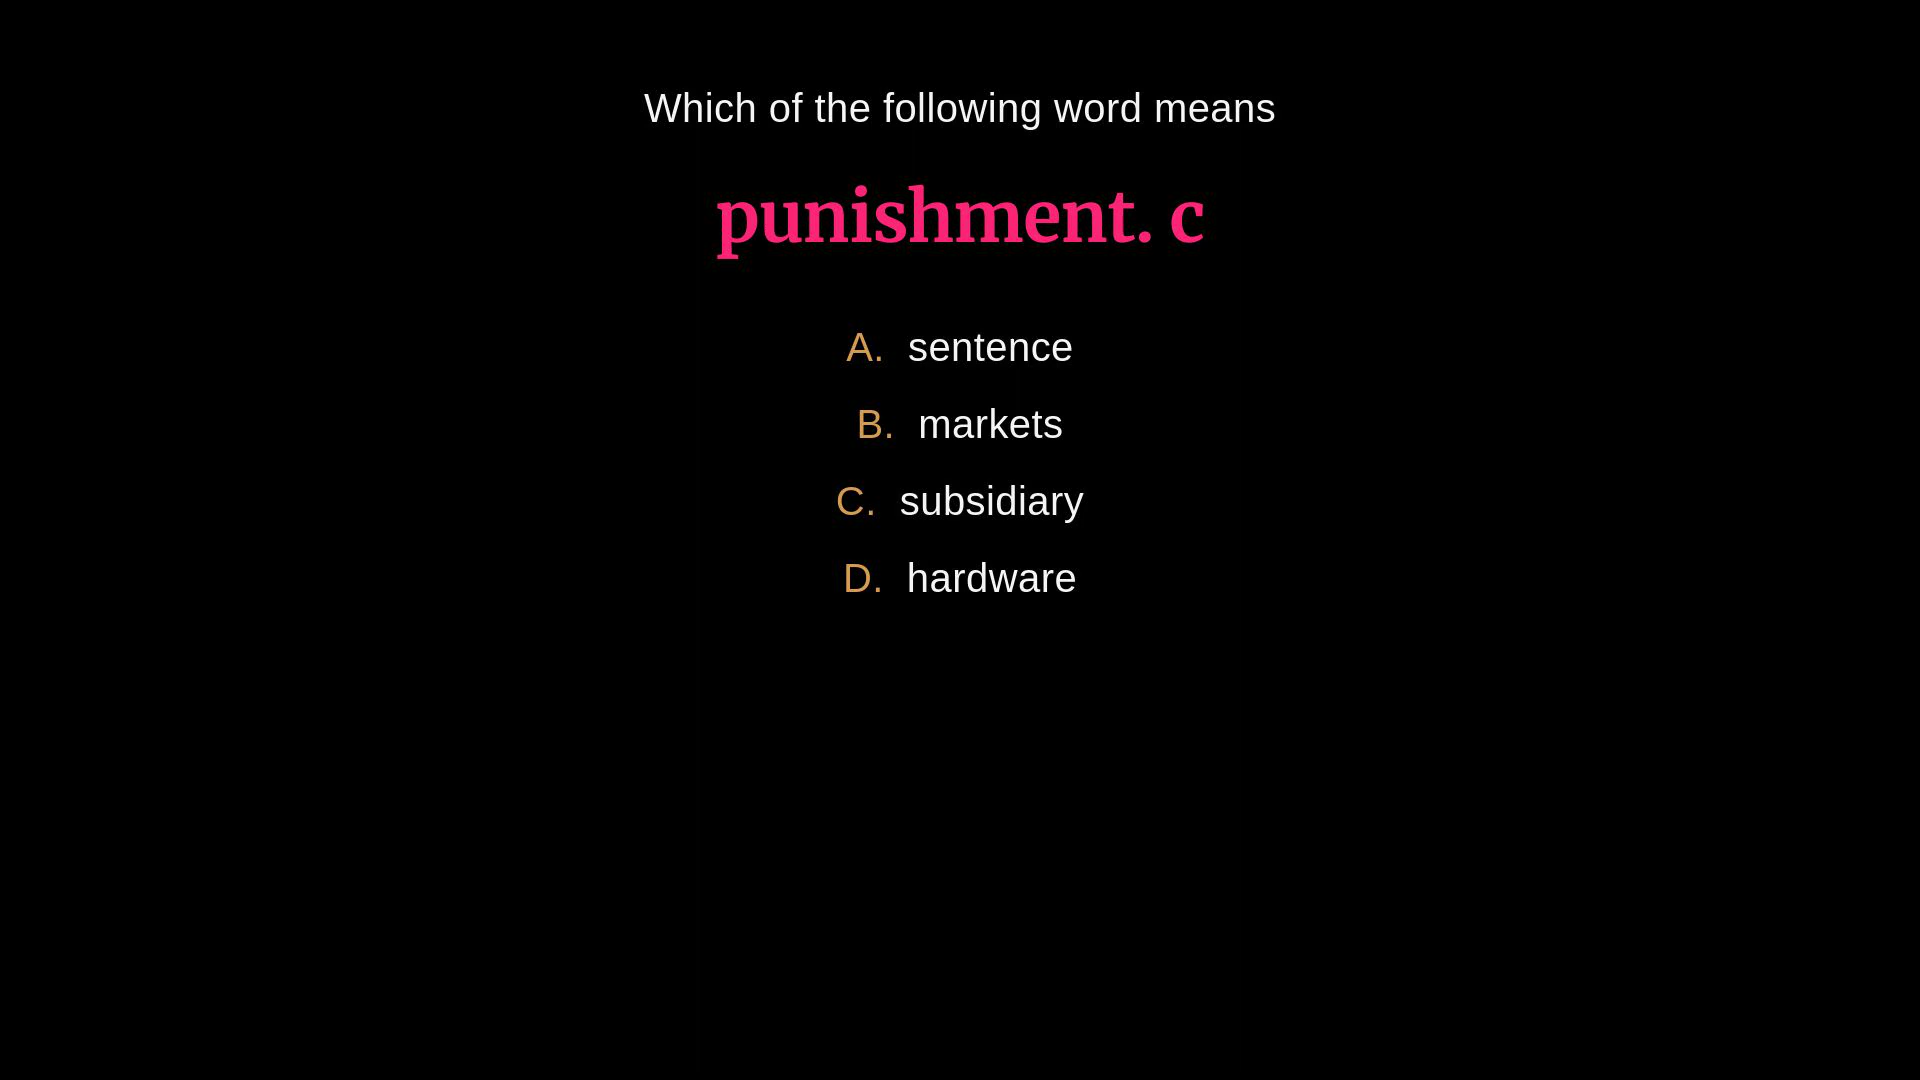 Which of the following word means
punishment. c
A. sentence
B. markets
C. subsidiary
D. hardware